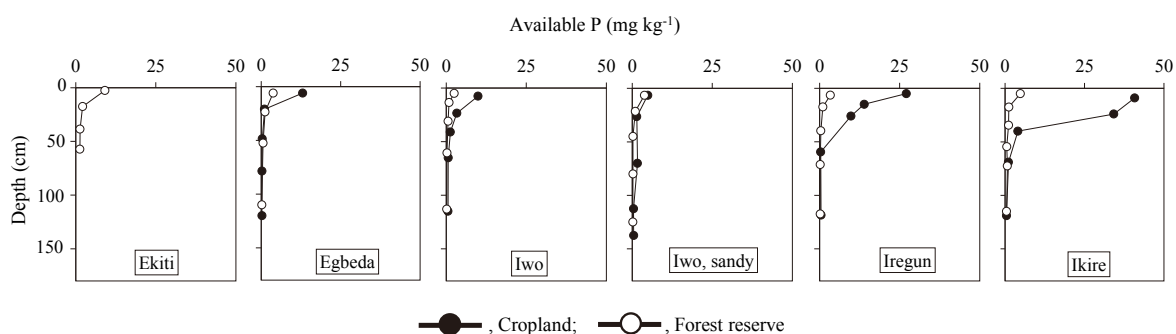 Available P (mg kg⁻¹)
0 25 50 0 25 50 0 25 50 0 25 50 0 25 50 0 25 50
0
50
100
150
Depth (cm)
Ekiti Egbeda Iwo Iwo, sandy Iregun Ikire
, Cropland; , Forest reserve